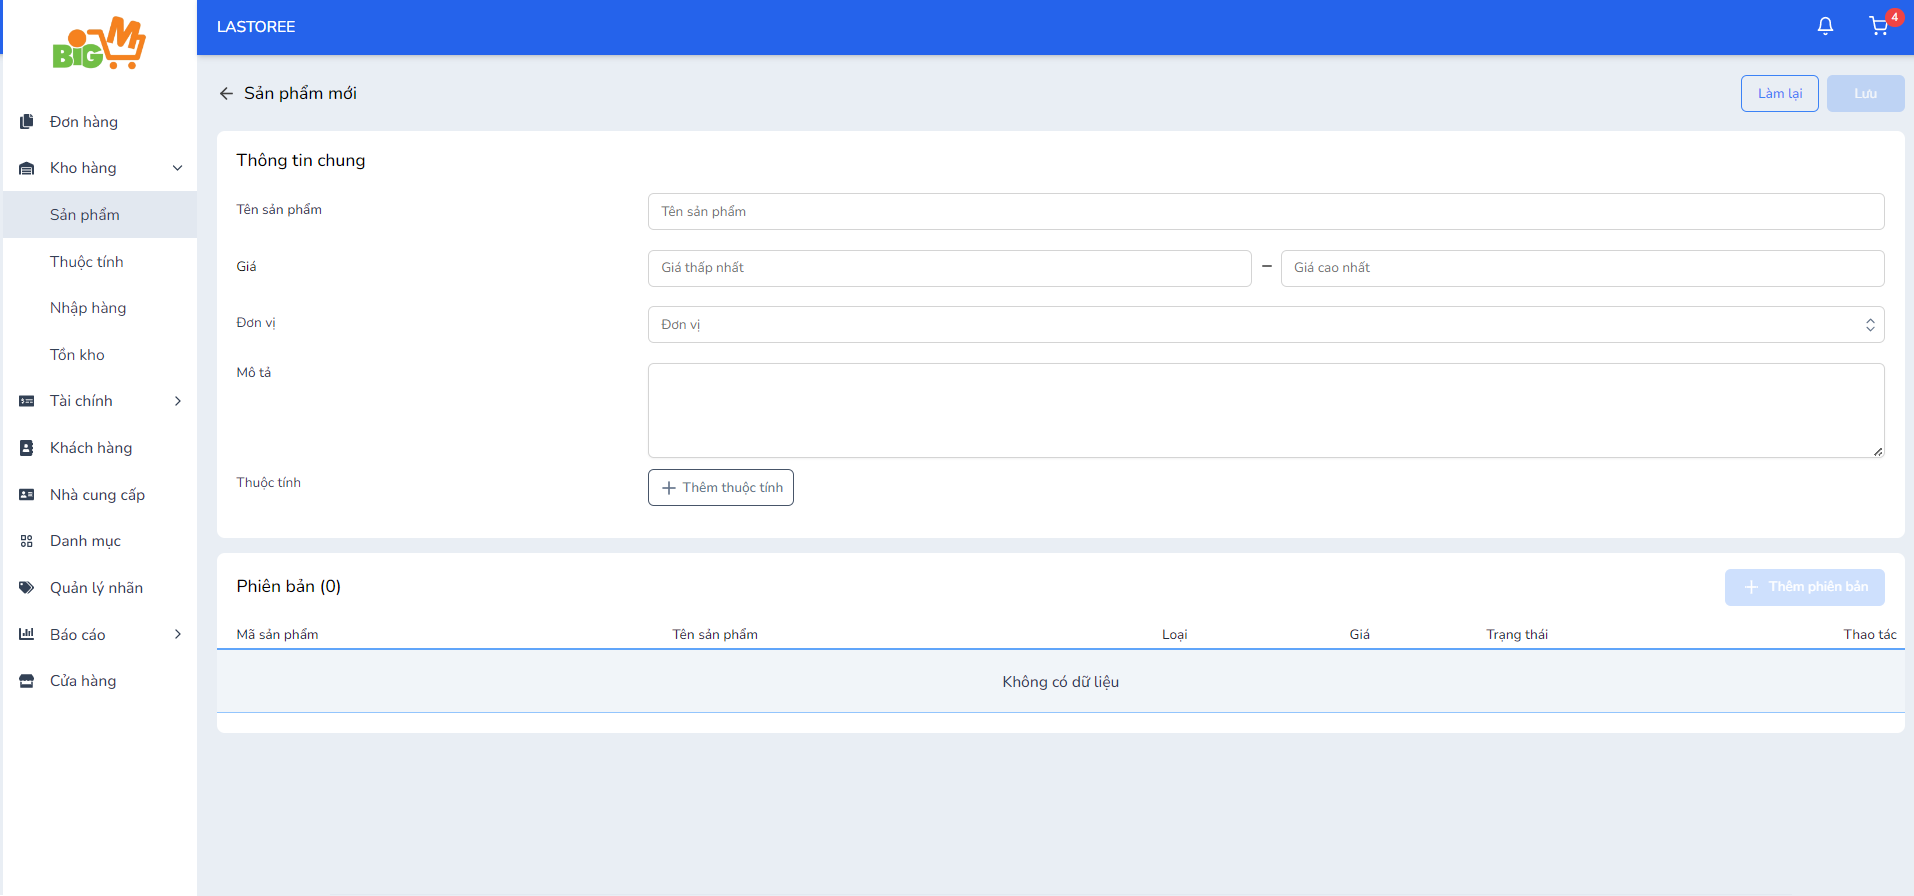 BIG M
LASTOREE
4
Đơn hàng
Kho hàng
Sản phẩm
Thuộc tính
Nhập hàng
Tồn kho
Tài chính
Khách hàng
Nhà cung cấp
Danh mục
Quản lý nhãn
Báo cáo
Cửa hàng
Sản phẩm mới
Làm lại
Lưu
Thông tin chung
Tên sản phẩm
Tên sản phẩm
Giá
Giá thấp nhất
–
Giá cao nhất
Đơn vị
Đơn vị
Mô tả
Thuộc tính
+ Thêm thuộc tính
Phiên bản (0)
+ Thêm phiên bản
Mã sản phẩm Tên sản phẩm Loại Giá Trạng thái Thao tác
Không có dữ liệu